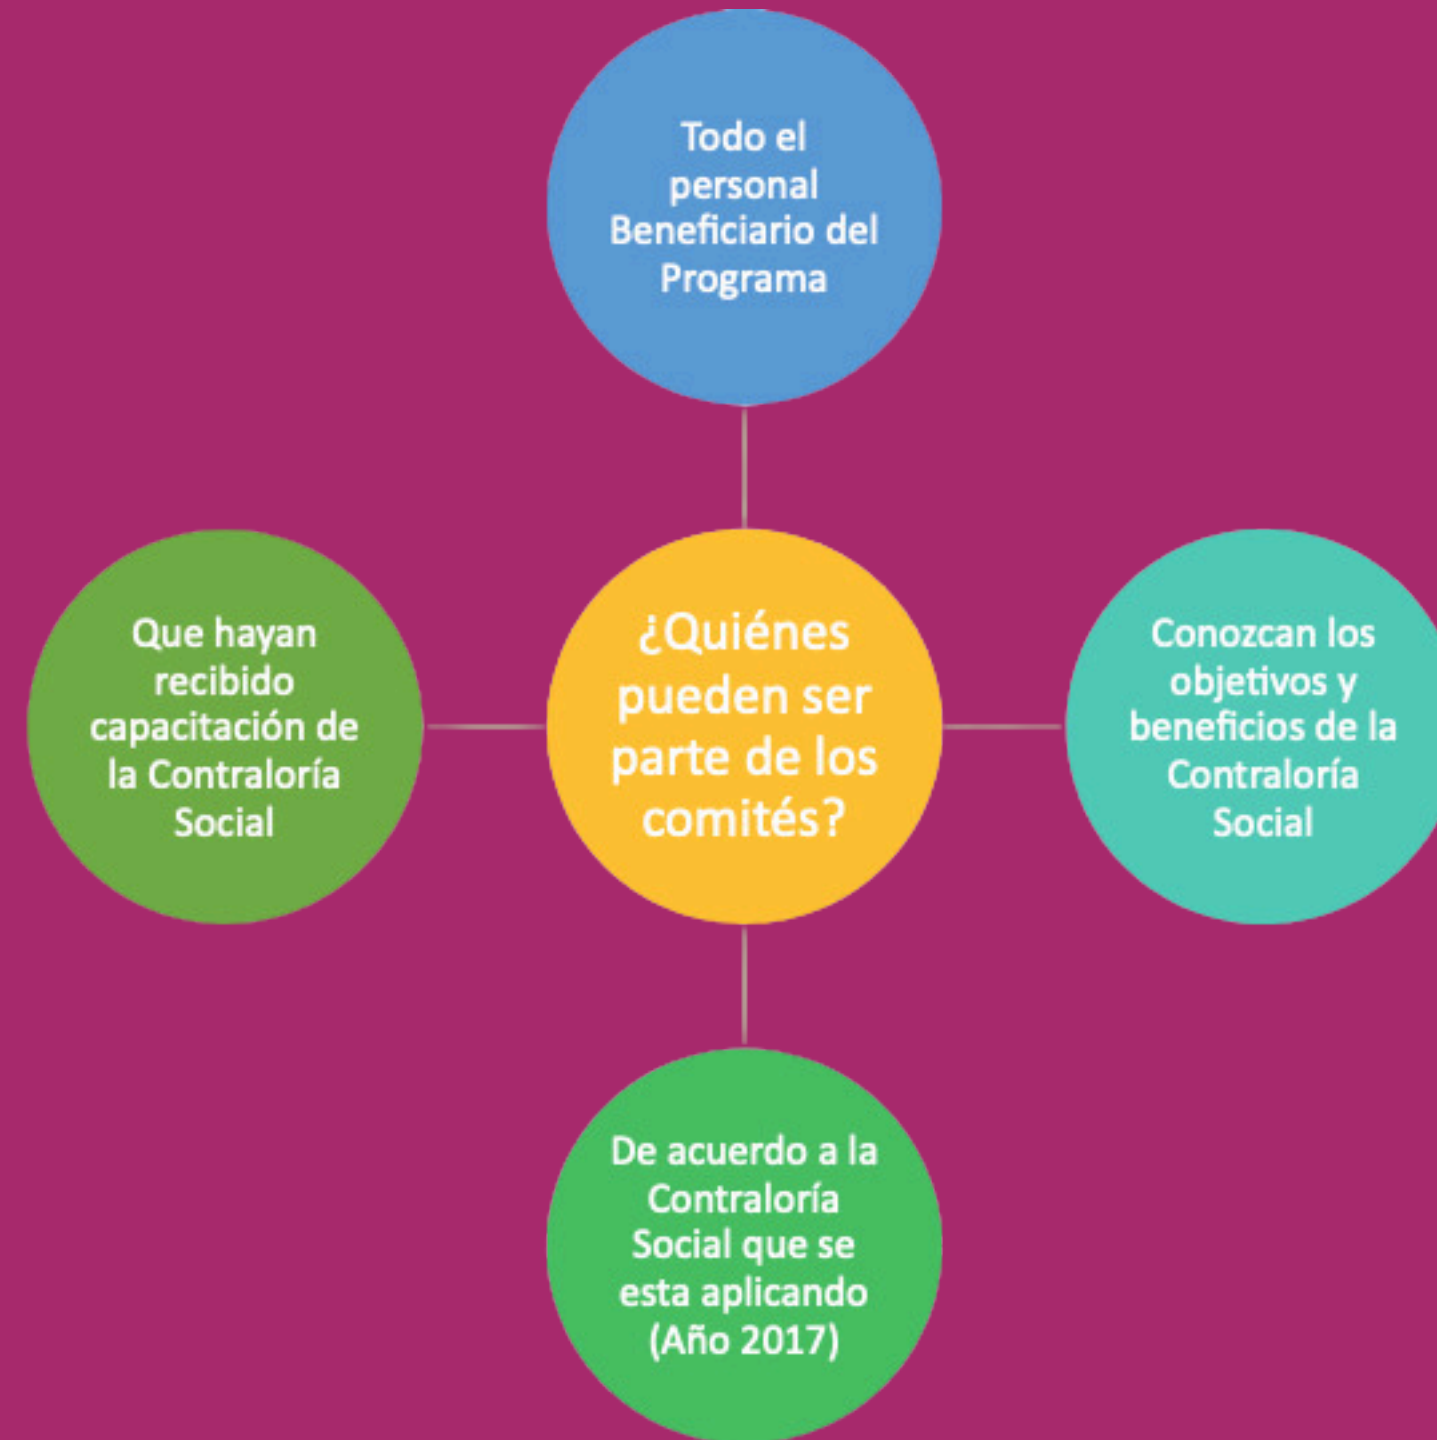 Todo el
personal
Beneficiario del
Programa
Que hayan
recibido
capacitación de
la Contraloría
Social
¿Quiénes
pueden ser
parte de los
comités?
Conozcan los
objetivos y
beneficios de la
Contraloría
Social
De acuerdo a la
Contraloría
Social que se
esta aplicando
(Año 2017)